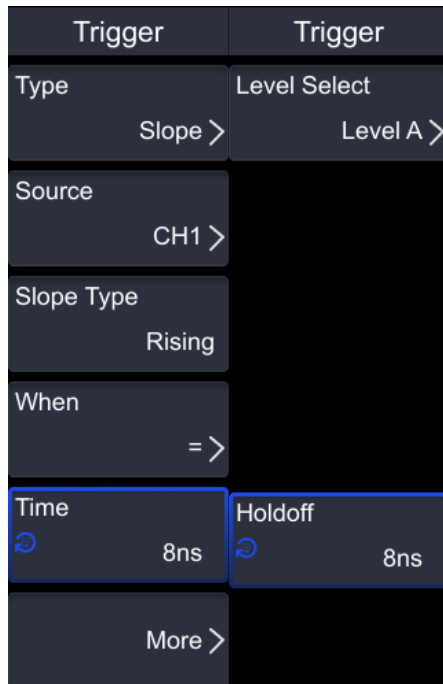 Trigger
Type
Slope >
Source
CH1 >
Slope Type
Rising
When
= >
Time
8ns
More >
Trigger
Level Select
Level A >
Holdoff
8ns